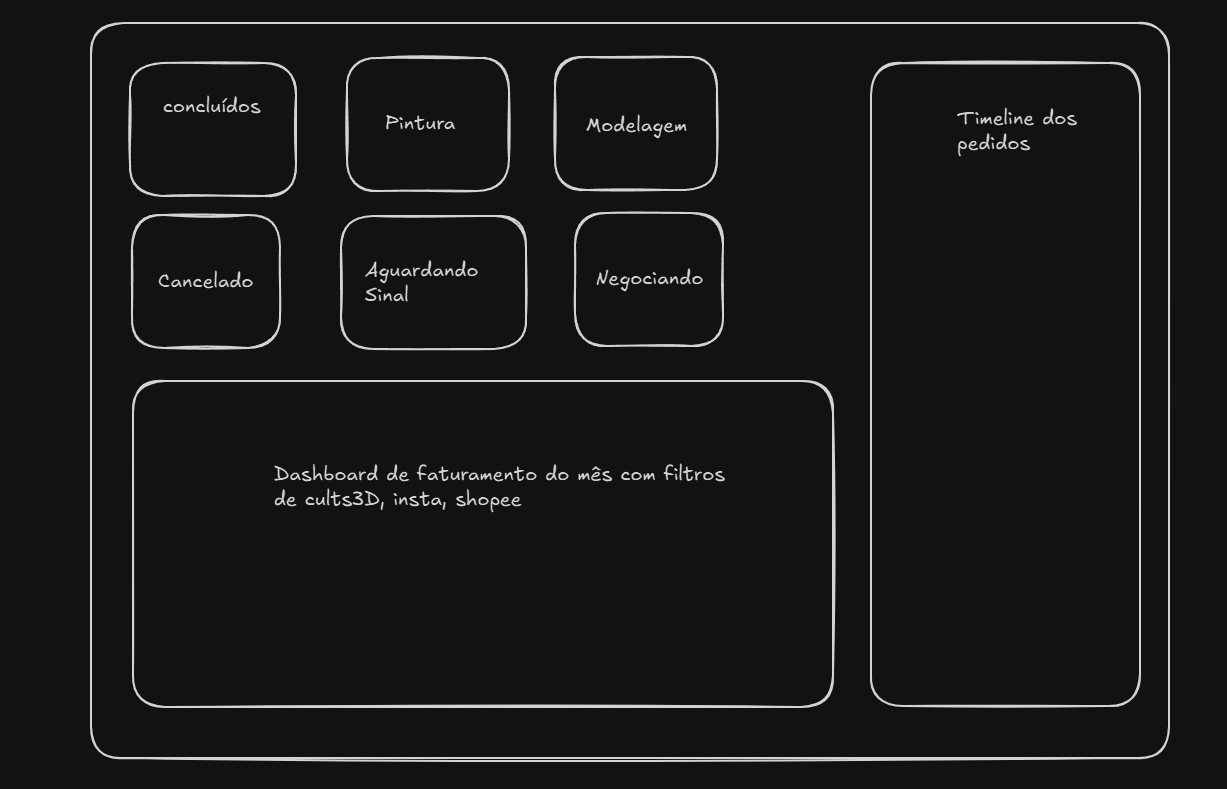 concluídos
Pintura
Modelagem
Timeline dos
pedidos
Cancelado
Aguardando
Sinal
Negociando
Dashboard de faturamento do mês com filtros
de cults3D, insta, shopee